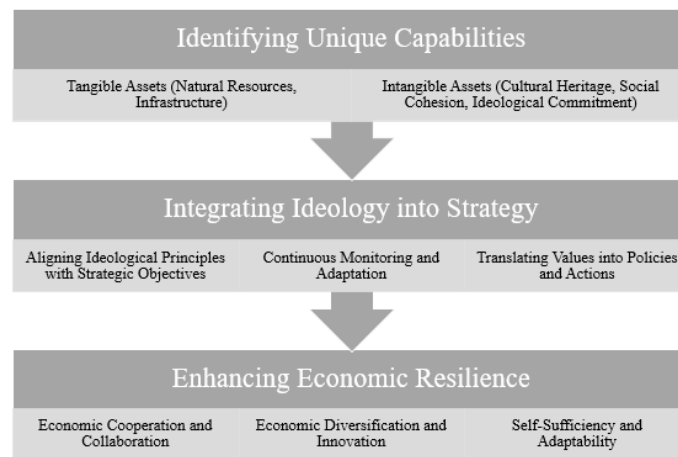 Identifying Unique Capabilities
Tangible Assets (Natural Resources,
Infrastructure)
Intangible Assets (Cultural Heritage, Social
Cohesion, Ideological Commitment)
Integrating Ideology into Strategy
Aligning Ideological Principles
with Strategic Objectives
Continuous Monitoring and
Adaptation
Translating Values into Policies
and Actions
Enhancing Economic Resilience
Economic Cooperation and
Collaboration
Economic Diversification and
Innovation
Self-Sufficiency and
Adaptability